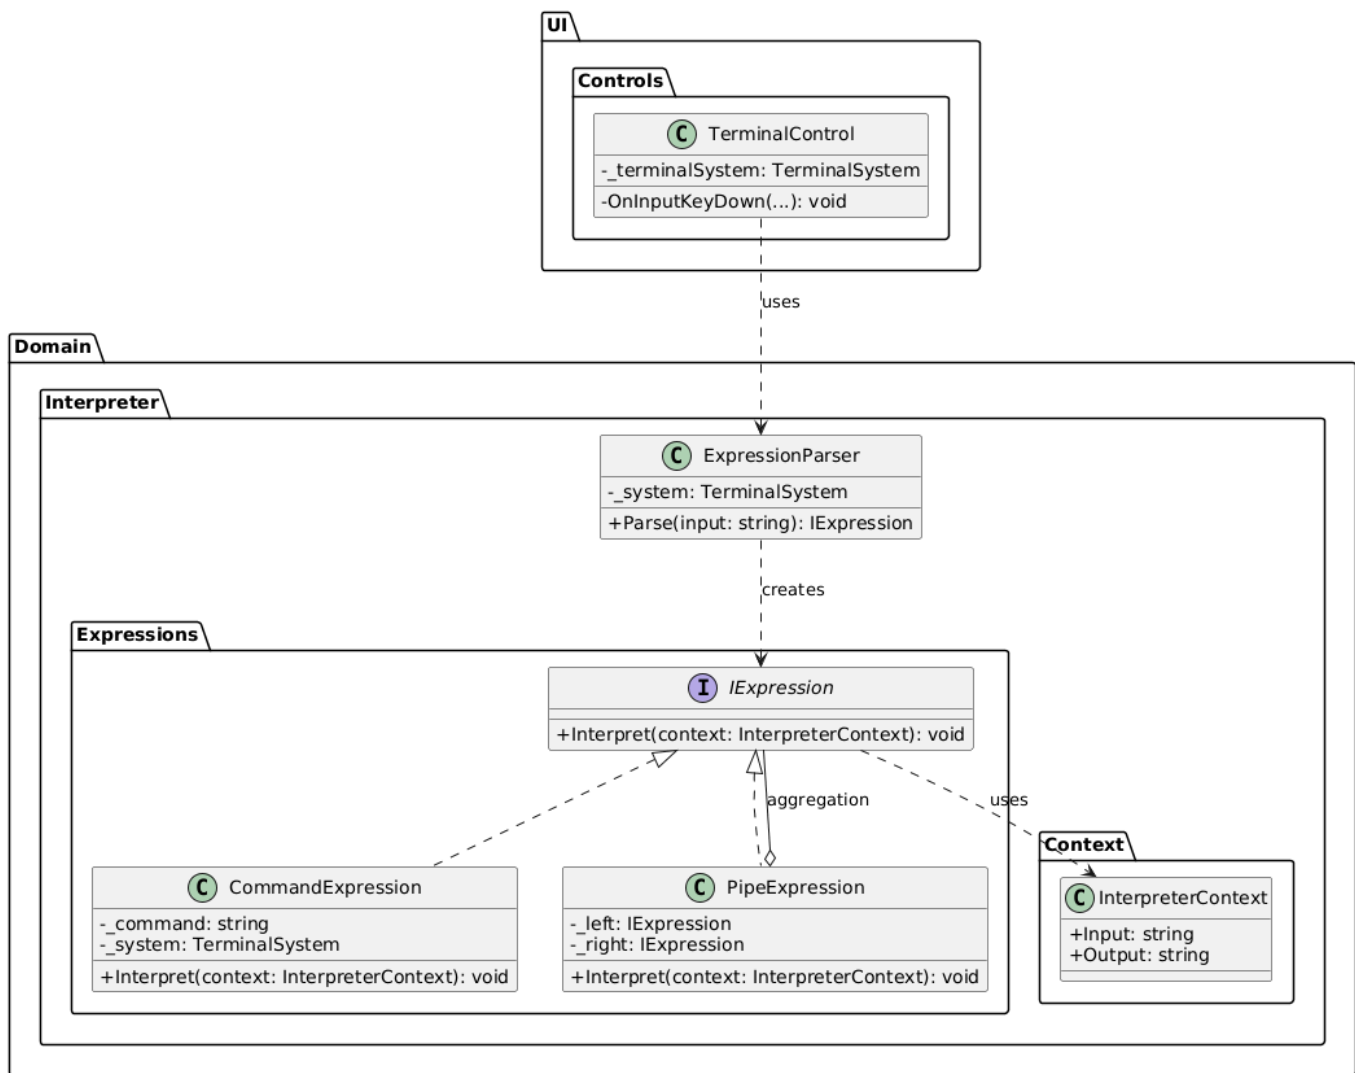 UI
Controls
C TerminalControl
-_terminalSystem: TerminalSystem
-OnInputKeyDown(...): void
uses
Domain
Interpreter
C ExpressionParser
-_system: TerminalSystem
+Parse(input: string): IExpression
creates
Expressions
I IExpression
+Interpret(context: InterpreterContext): void
aggregation
uses
Context
C CommandExpression
-_command: string
-_system: TerminalSystem
+Interpret(context: InterpreterContext): void
C PipeExpression
-_left: IExpression
-_right: IExpression
+Interpret(context: InterpreterContext): void
C InterpreterContext
+Input: string
+Output: string